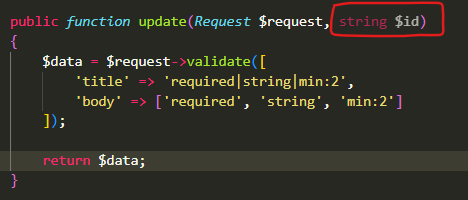 public function update(Request $request, string $id)
{
$data = $request->validate([
'title' => 'required|string|min:2',
'body' => ['required', 'string', 'min:2']
]);
return $data;
}